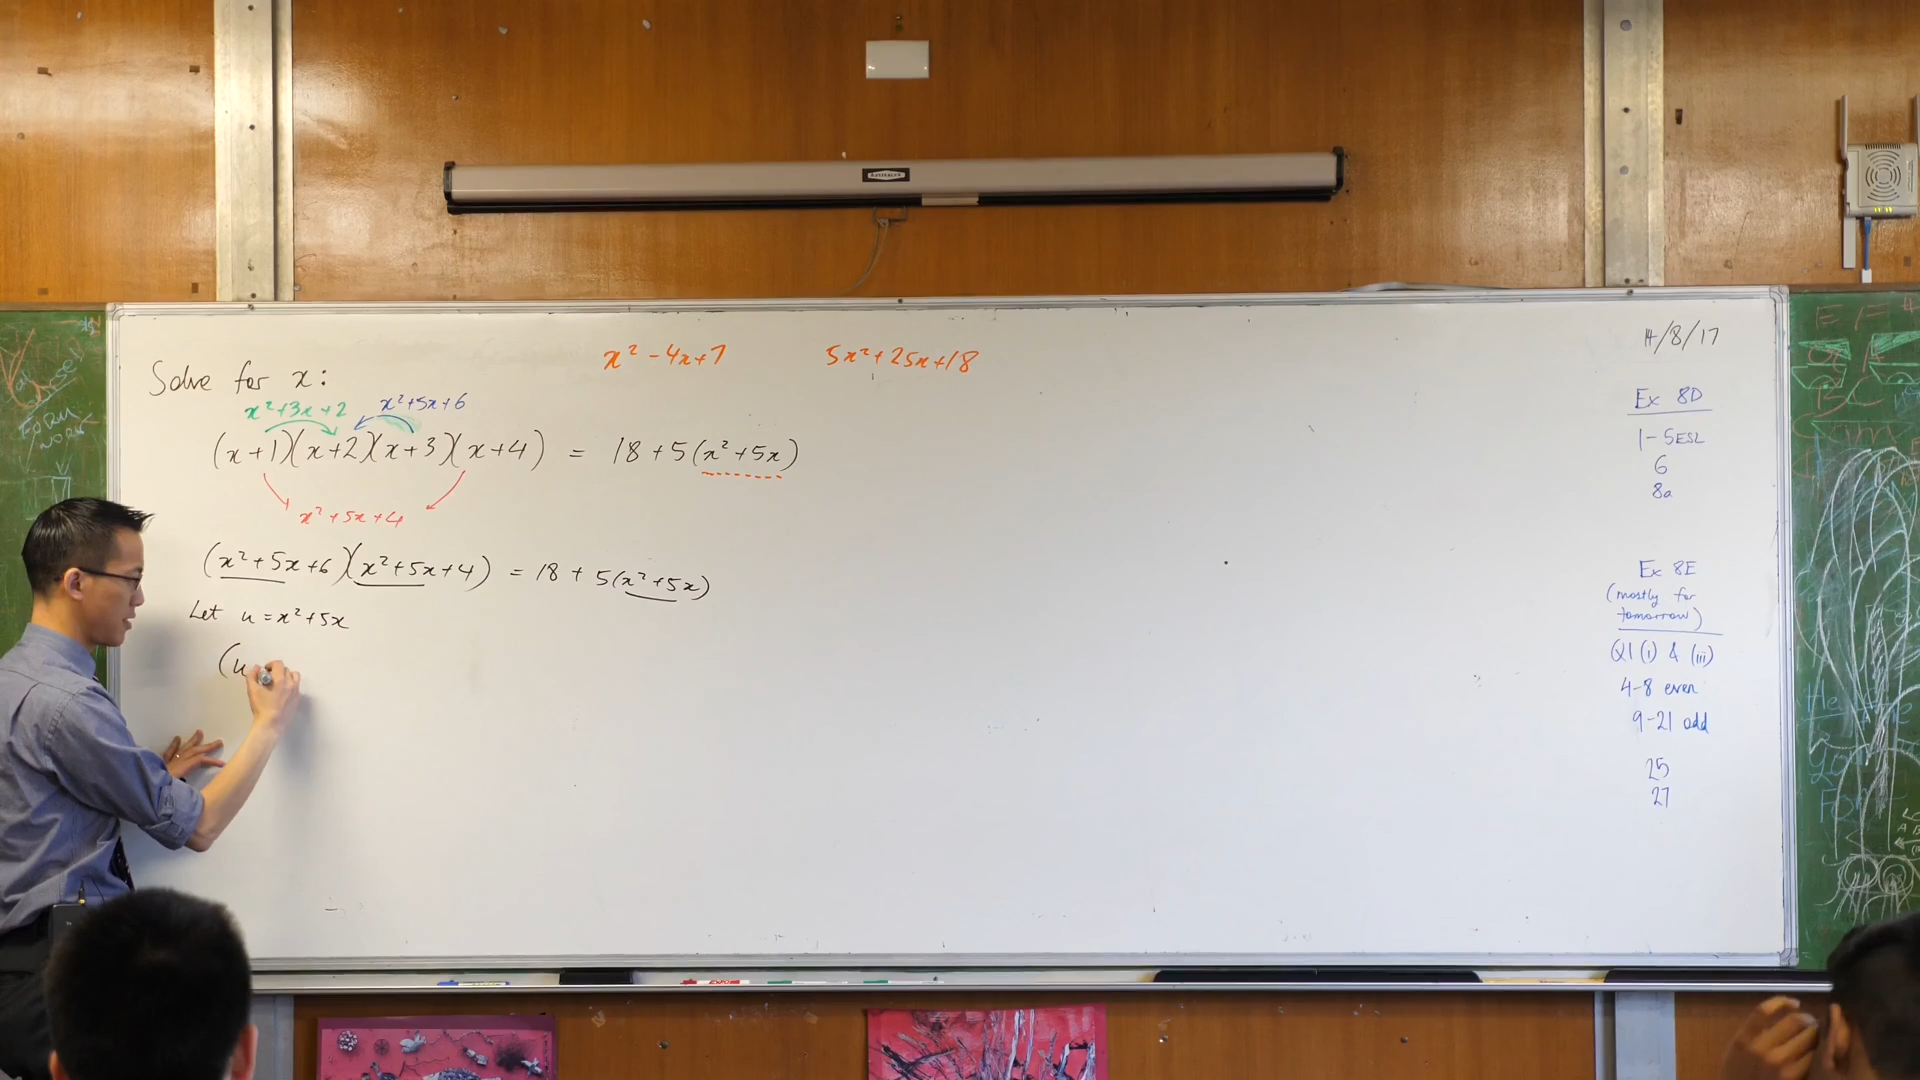 Solve for x:
x² - 4x + 7
5x² + 25x + 18
x² + 3x + 2
x² + 5x + 6
(x + 1)(x + 2)(x + 3)(x + 4) = 18 + 5(x² + 5x)
x² + 5x + 4
(x² + 5x + 6)(x² + 5x + 4) = 18 + 5(x² + 5x)
Let u = x² + 5x
(u
14/8/17
Ex 8D
1-5ESL
6
8a
Ex 8E
(mostly for
tomorrow)
Q1 (i) & (iii)
4-8 even
9-21 odd
25
27